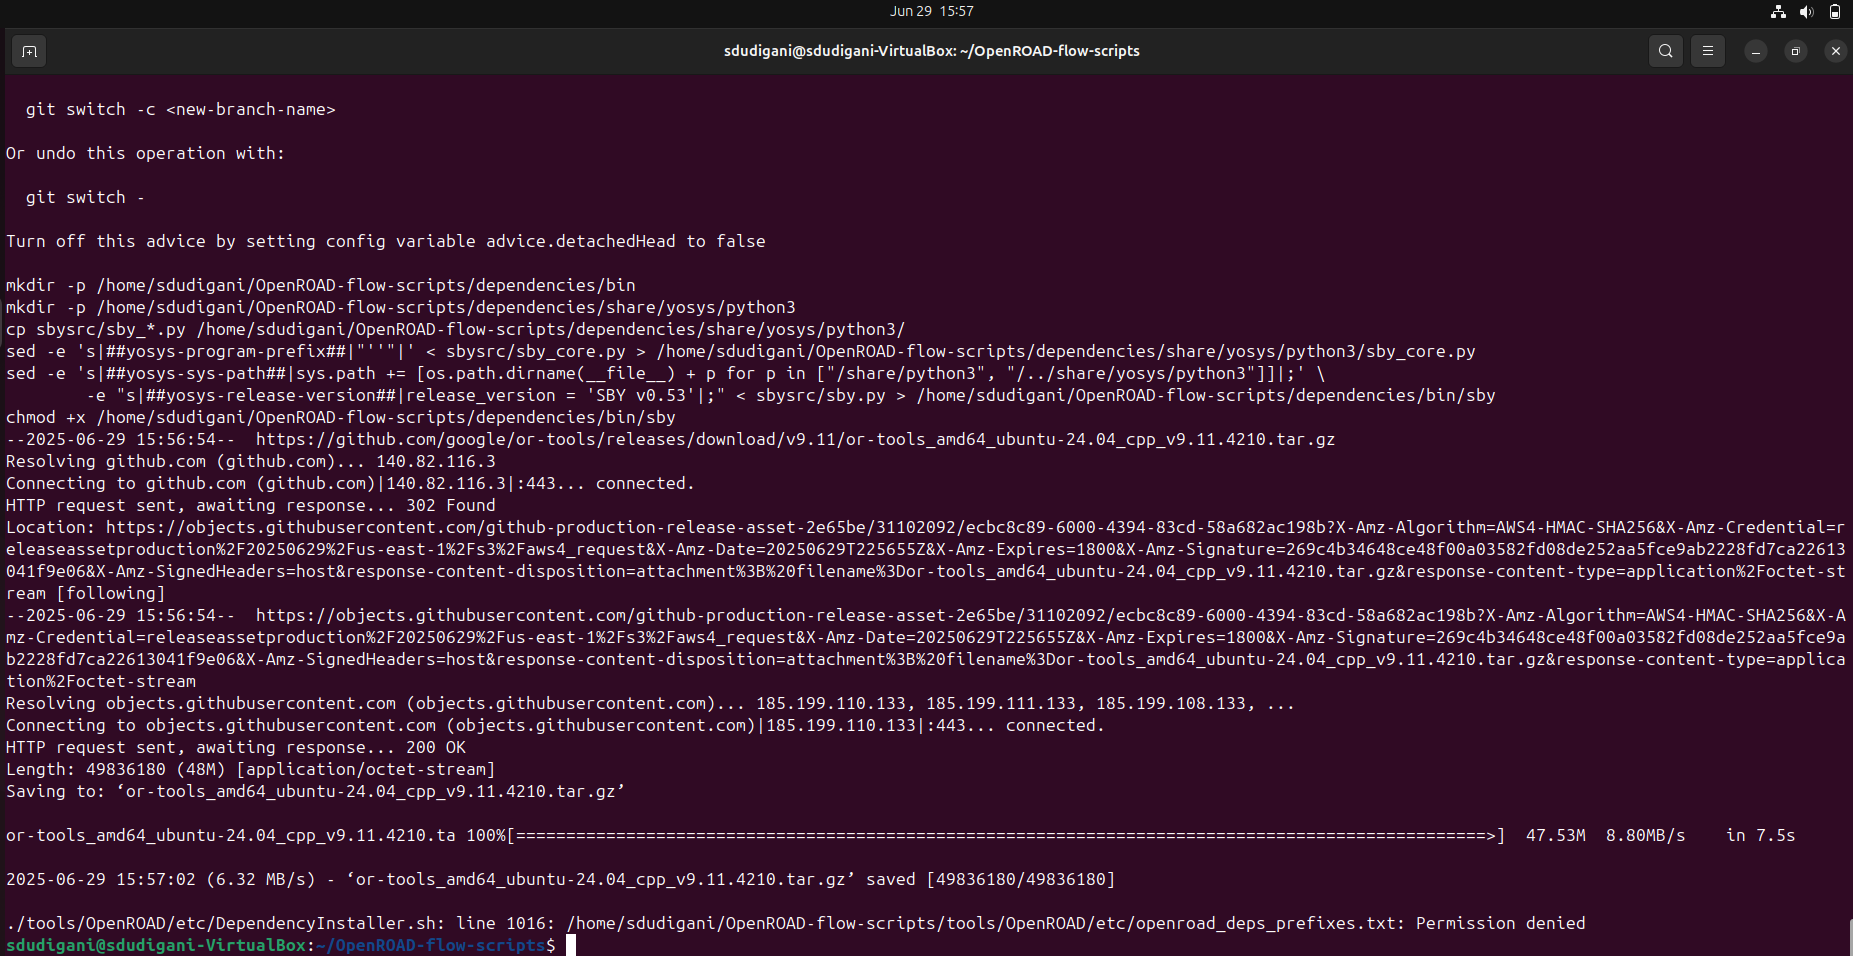 Jun 29 15:57
sdudigani@sdudigani-VirtualBox: ~/OpenROAD-flow-scripts
  git switch -c <new-branch-name>
Or undo this operation with:
  git switch -
Turn off this advice by setting config variable advice.detachedHead to false
mkdir -p /home/sdudigani/OpenROAD-flow-scripts/dependencies/bin
mkdir -p /home/sdudigani/OpenROAD-flow-scripts/dependencies/share/yosys/python3
cp sbysrc/sby_*.py /home/sdudigani/OpenROAD-flow-scripts/dependencies/share/yosys/python3/
sed -e 's|##yosys-program-prefix##|"''"|' < sbysrc/sby_core.py > /home/sdudigani/OpenROAD-flow-scripts/dependencies/share/yosys/python3/sby_core.py
sed -e 's|##yosys-sys-path##|sys.path += [os.path.dirname(__file__) + p for p in ["/share/python3", "/../share/yosys/python3"]]|;' \
        -e "s|##yosys-release-version##|release_version = 'SBY v0.53'|;" < sbysrc/sby.py > /home/sdudigani/OpenROAD-flow-scripts/dependencies/bin/sby
chmod +x /home/sdudigani/OpenROAD-flow-scripts/dependencies/bin/sby
--2025-06-29 15:56:54--  https://github.com/google/or-tools/releases/download/v9.11/or-tools_amd64_ubuntu-24.04_cpp_v9.11.4210.tar.gz
Resolving github.com (github.com)... 140.82.116.3
Connecting to github.com (github.com)|140.82.116.3|:443... connected.
HTTP request sent, awaiting response... 302 Found
Location: https://objects.githubusercontent.com/github-production-release-asset-2e65be/31102092/ecbc8c89-6000-4394-83cd-58a682ac198b?X-Amz-Algorithm=AWS4-HMAC-SHA256&X-Amz-Credential=r
eleaseassetproduction%2F20250629%2Fus-east-1%2Fs3%2Faws4_request&X-Amz-Date=20250629T225655Z&X-Amz-Expires=1800&X-Amz-Signature=269c4b34648ce48f00a03582fd08de252aa5fce9ab2228fd7ca22613
041f9e06&X-Amz-SignedHeaders=host&response-content-disposition=attachment%3B%20filename%3Dor-tools_amd64_ubuntu-24.04_cpp_v9.11.4210.tar.gz&response-content-type=application%2Foctet-st
ream [following]
--2025-06-29 15:56:54--  https://objects.githubusercontent.com/github-production-release-asset-2e65be/31102092/ecbc8c89-6000-4394-83cd-58a682ac198b?X-Amz-Algorithm=AWS4-HMAC-SHA256&X-A
mz-Credential=releaseassetproduction%2F20250629%2Fus-east-1%2Fs3%2Faws4_request&X-Amz-Date=20250629T225655Z&X-Amz-Expires=1800&X-Amz-Signature=269c4b34648ce48f00a03582fd08de252aa5fce9a
b2228fd7ca22613041f9e06&X-Amz-SignedHeaders=host&response-content-disposition=attachment%3B%20filename%3Dor-tools_amd64_ubuntu-24.04_cpp_v9.11.4210.tar.gz&response-content-type=applica
tion%2Foctet-stream
Resolving objects.githubusercontent.com (objects.githubusercontent.com)... 185.199.110.133, 185.199.111.133, 185.199.108.133, ...
Connecting to objects.githubusercontent.com (objects.githubusercontent.com)|185.199.110.133|:443... connected.
HTTP request sent, awaiting response... 200 OK
Length: 49836180 (48M) [application/octet-stream]
Saving to: ‘or-tools_amd64_ubuntu-24.04_cpp_v9.11.4210.tar.gz’
or-tools_amd64_ubuntu-24.04_cpp_v9.11.4210.ta 100%[=================================================================================================>]  47.53M  8.80MB/s    in 7.5s
2025-06-29 15:57:02 (6.32 MB/s) - ‘or-tools_amd64_ubuntu-24.04_cpp_v9.11.4210.tar.gz’ saved [49836180/49836180]
./tools/OpenROAD/etc/DependencyInstaller.sh: line 1016: /home/sdudigani/OpenROAD-flow-scripts/tools/OpenROAD/etc/openroad_deps_prefixes.txt: Permission denied
sdudigani@sdudigani-VirtualBox:~/OpenROAD-flow-scripts$